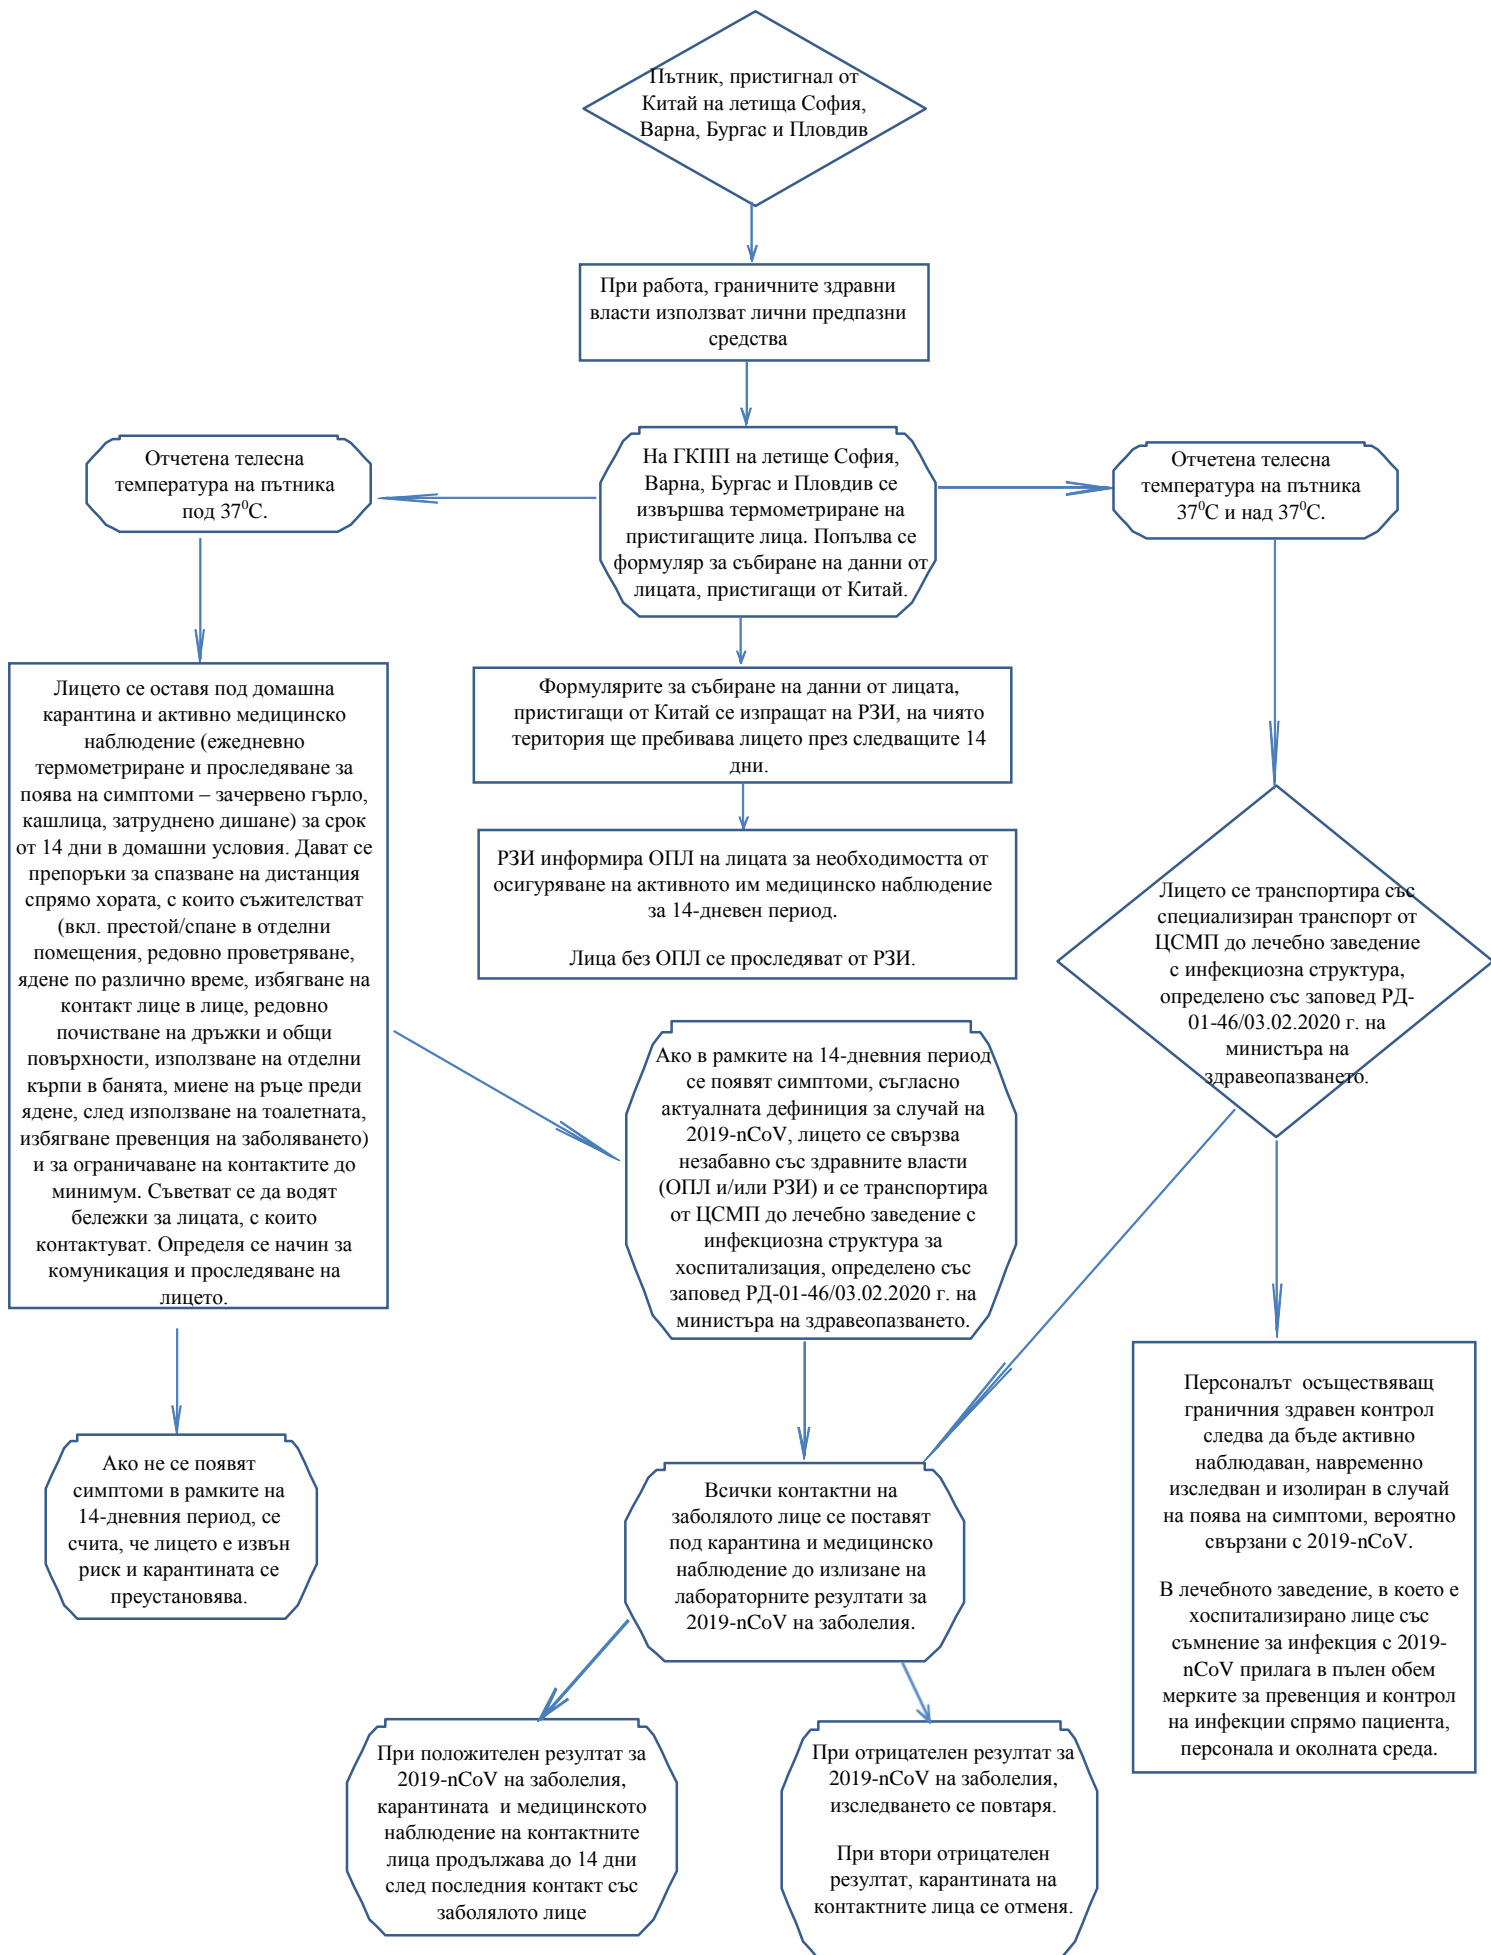 Пътник, пристигнал от
Китай на летища София,
Варна, Бургас и Пловдив
При работа, граничните здравни
власти използват лични предпазни
средства
Отчетена телесна
температура на пътника
под 37⁰С.
На ГКПП на летище София,
Варна, Бургас и Пловдив се
извършва термометриране на
пристигащите лица. Попълва се
формуляр за събиране на данни от
лицата, пристигащи от Китай.
Отчетена телесна
температура на пътника
37⁰С и над 37⁰С.
Лицето се оставя под домашна
карантина и активно медицинско
наблюдение (ежедневно
термометриране и проследяване за
поява на симптоми – зачервено гърло,
кашлица, затруднено дишане) за срок
от 14 дни в домашни условия. Дават се
препоръки за спазване на дистанция
спрямо хората, с които съжителстват
(вкл. престой/спане в отделни
помещения, редовно проветряване,
ядене по различно време, избягване на
контакт лице в лице, редовно
почистване на дръжки и общи
повърхности, използване на отделни
кърпи в банята, миене на ръце преди
ядене, след използване на тоалетната,
избягване превенция на заболяването)
и за ограничаване на контактите до
минимум. Съветват се да водят
бележки за лицата, с които
контактуват. Определя се начин за
комуникация и проследяване на
лицето.
Формулярите за събиране на данни от лицата,
пристигащи от Китай се изпращат на РЗИ, на чиято
територия ще пребивава лицето през следващите 14
дни.
РЗИ информира ОПЛ на лицата за необходимостта от
осигуряване на активното им медицинско наблюдение
за 14-дневен период.
Лица без ОПЛ се проследяват от РЗИ.
Лицето се транспортира със
специализиран транспорт от
ЦСМП до лечебно заведение
с инфекциозна структура,
определено със заповед РД-
01-46/03.02.2020 г. на
министъра на
здравеопазването.
Ако в рамките на 14-дневния период
се появят симптоми, съгласно
актуалната дефиниция за случай на
2019-nCoV, лицето се свързва
незабавно със здравните власти
(ОПЛ и/или РЗИ) и се транспортира
от ЦСМП до лечебно заведение с
инфекциозна структура за
хоспитализация, определено със
заповед РД-01-46/03.02.2020 г. на
министъра на здравеопазването.
Ако не се появят
симптоми в рамките на
14-дневния период, се
счита, че лицето е извън
риск и карантината се
преустановява.
Всички контактни на
заболялото лице се поставят
под карантина и медицинско
наблюдение до излизане на
лабораторните резултати за
2019-nCoV на заболелия.
Персоналът  осъществяващ
граничния здравен контрол
следва да бъде активно
наблюдаван, навременно
изследван и изолиран в случай
на поява на симптоми, вероятно
свързани с 2019-nCoV.
В лечебното заведение, в което е
хоспитализирано лице със
съмнение за инфекция с 2019-
nCoV прилага в пълен обем
мерките за превенция и контрол
на инфекции спрямо пациента,
персонала и околната среда.
При положителен резултат за
2019-nCoV на заболелия,
карантината  и медицинското
наблюдение на контактните
лица продължава до 14 дни
след последния контакт със
заболялото лице
При отрицателен резултат за
2019-nCoV на заболелия,
изследването се повтаря.
При втори отрицателен
резултат, карантината на
контактните лица се отменя.